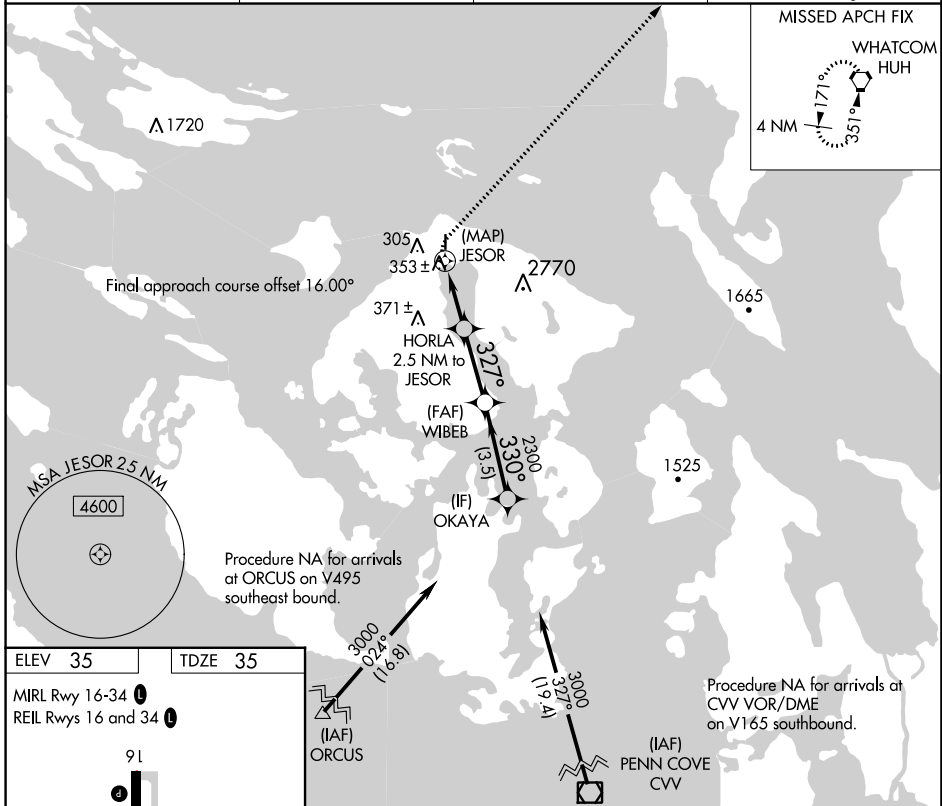 MISSED APCH FIX
WHATCOM
HUH
171°
351°
4 NM
1720
305
353 ±
(MAP)
JESOR
2770
Final approach course offset 16.00°
371 ±
1665
HORLA
2.5 NM to
JESOR
327°
(FAF)
WIBEB
2300
330°
(3.5)
1525
(IF)
OKAYA
MSA JESOR 25 NM
4600
Procedure NA for arrivals
at ORCUS on V495
southeast bound.
3000
024°
(16.8)
(IAF)
ORCUS
3000
327°
(19.4)
Procedure NA for arrivals at
CVV VOR/DME
on V165 southbound.
(IAF)
PENN COVE
CVV
ELEV 35
TDZE 35
MIRL Rwy 16-34 L
REIL Rwys 16 and 34 L
16
P